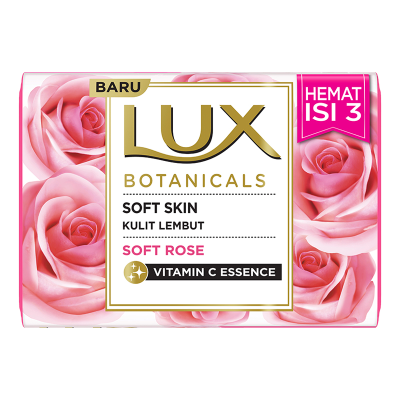 BARU
HEMAT
ISI 3
LUX
BOTANICALS
SOFT SKIN
KULIT LEMBUT
SOFT ROSE
VITAMIN C ESSENCE